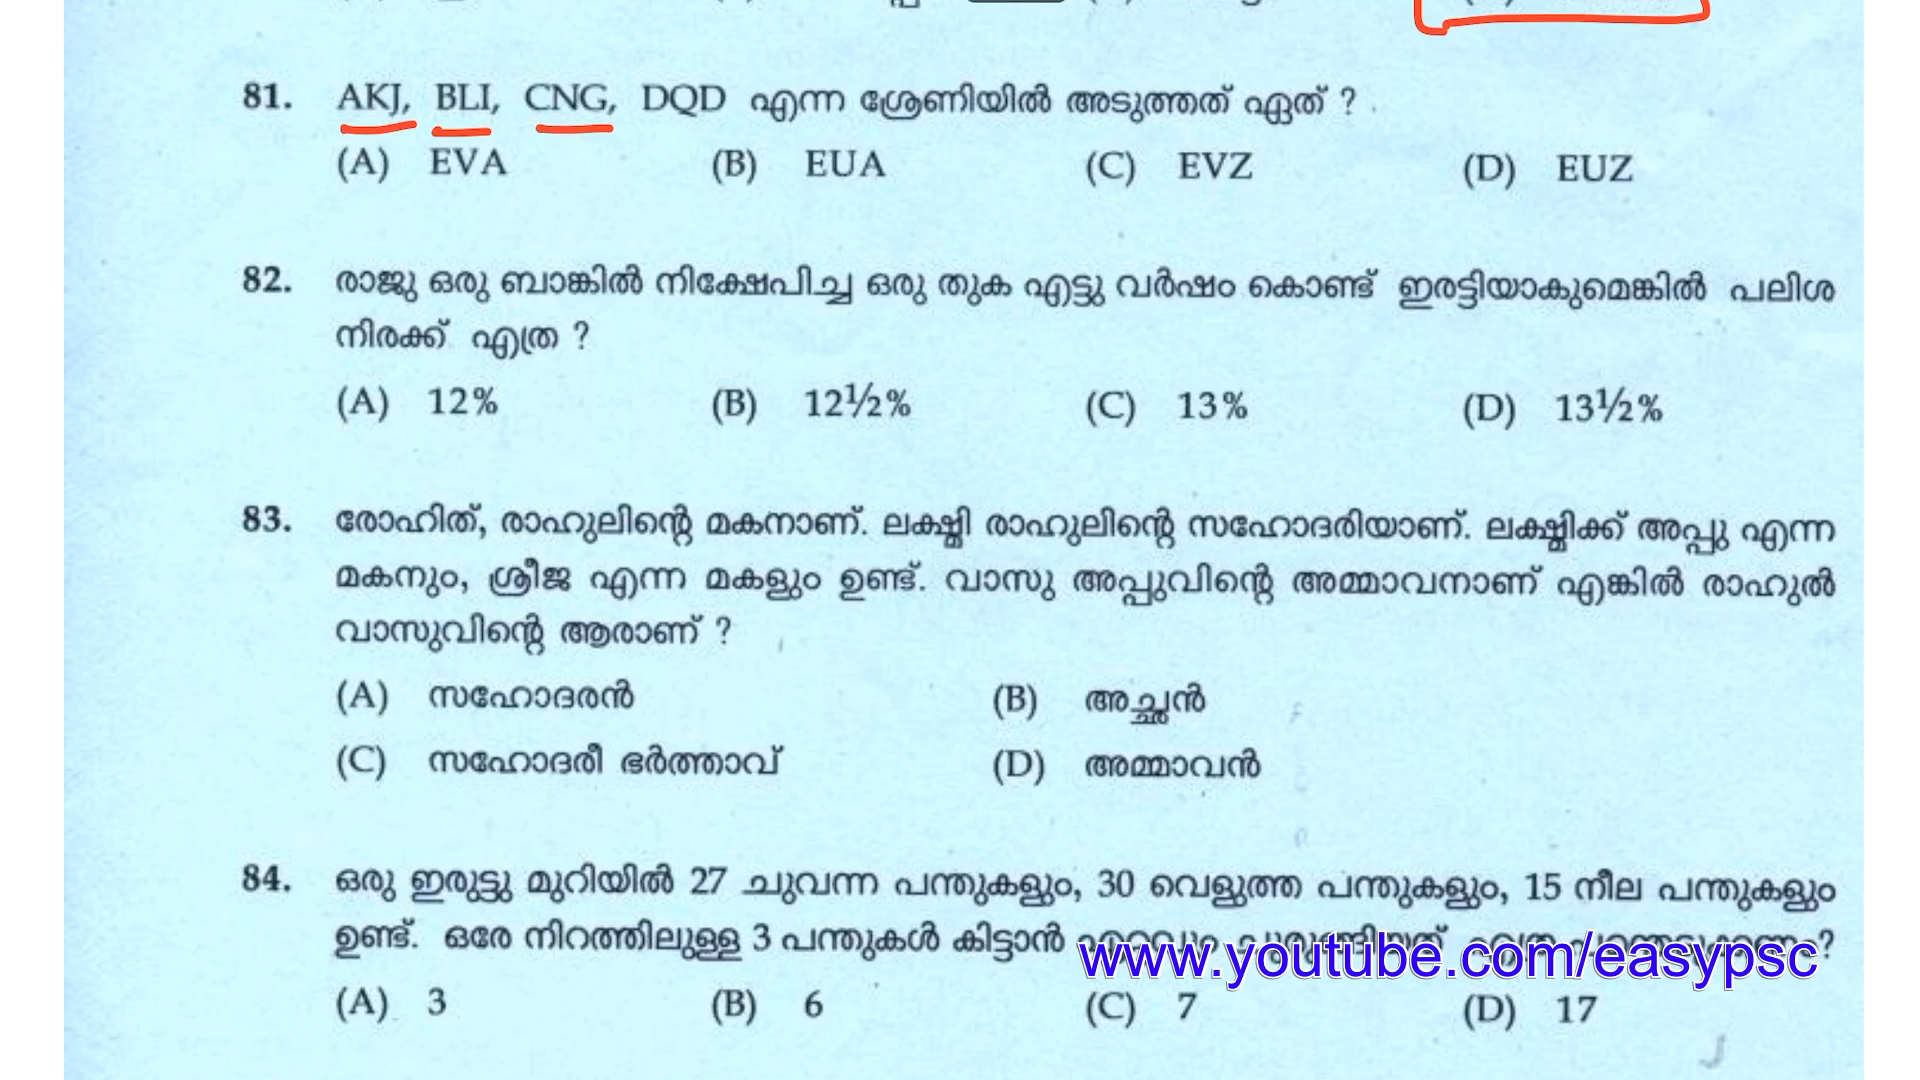 81. AKJ, BLI, CNG, DQD എന്ന ശ്രേണിയിൽ അടുത്തത് ഏത് ?
(A) EVA (B) EUA (C) EVZ (D) EUZ
82. രാജു ഒരു ബാങ്കിൽ നിക്ഷേപിച്ച ഒരു തുക എട്ടു വർഷം കൊണ്ട് ഇരട്ടിയാകുമെങ്കിൽ പലിശ
നിരക്ക് എത്ര ?
(A) 12% (B) 12½% (C) 13% (D) 13½%
83. രോഹിത്, രാഹുലിന്റെ മകനാണ്. ലക്ഷ്മി രാഹുലിന്റെ സഹോദരിയാണ്. ലക്ഷ്മിക്ക് അപ്പു എന്ന
മകനും, ശ്രീജ എന്ന മകളും ഉണ്ട്. വാസു അപ്പുവിന്റെ അമ്മാവനാണ് എങ്കിൽ രാഹുൽ
വാസുവിന്റെ ആരാണ് ?
(A) സഹോദരൻ (B) അച്ഛൻ
(C) സഹോദരീ ഭർത്താവ് (D) അമ്മാവൻ
84. ഒരു ഇരുട്ടു മുറിയിൽ 27 ചുവന്ന പന്തുകളും, 30 വെളുത്ത പന്തുകളും, 15 നീല പന്തുകളും
ഉണ്ട്. ഒരേ നിറത്തിലുള്ള 3 പന്തുകൾ കിട്ടാൻ ?
www.youtube.com/easypsc
(A) 3 (B) 6 (C) 7 (D) 17